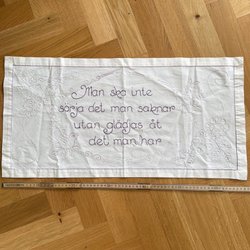 Man ska inte
sörja det man saknar
utan glädjas åt
det man har